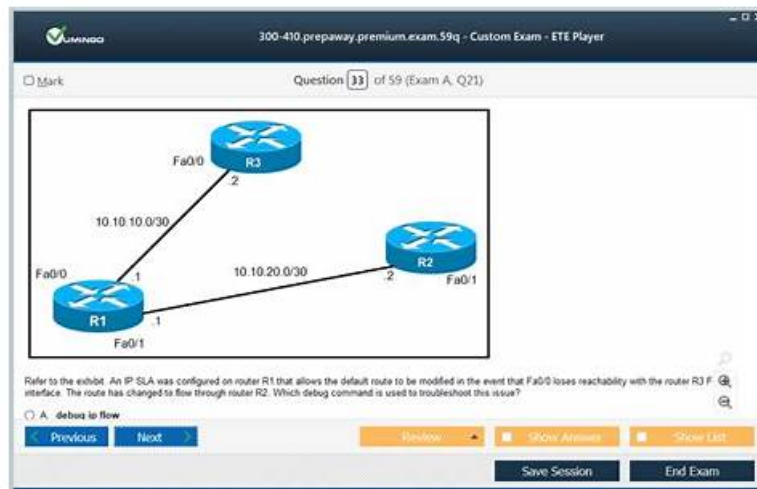 VUMINGO
300-410.prepaway.premium.exam.59q - Custom Exam - ETE Player
Mark
Question 33 of 59 (Exam A, Q21)
Fa0/0
R3
.2
10.10.10.0/30
R2
10.10.20.0/30
.2
Fa0/1
Fa0/0
.1
R1
.1
Fa0/1
Refer to the exhibit. An IP SLA was configured on router R1 that allows the default route to be modified in the event that Fa0/0 loses reachability with the router R3 F
interface. The route has changed to flow through router R2. Which debug command is used to troubleshoot this issue?
A. debug ip flow
Previous
Next
Review
Show Answer
Show List
Save Session
End Exam